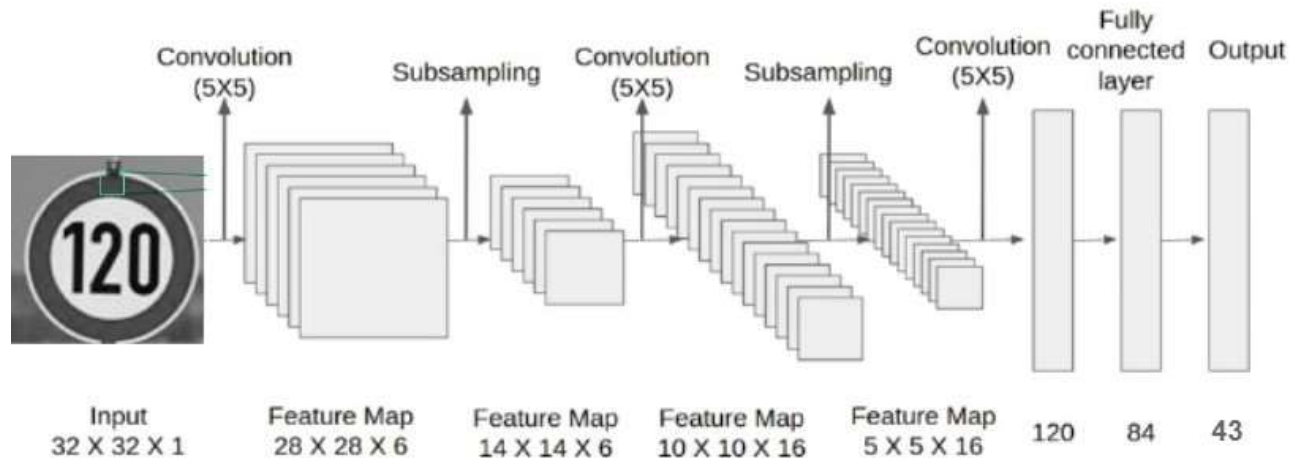 Convolution
(5X5)
Subsampling
Convolution
(5X5)
Subsampling
Convolution
(5X5)
Fully
connected
layer
Output
120
Input
32 X 32 X 1
Feature Map
28 X 28 X 6
Feature Map
14 X 14 X 6
Feature Map
10 X 10 X 16
Feature Map
5 X 5 X 16
120
84
43